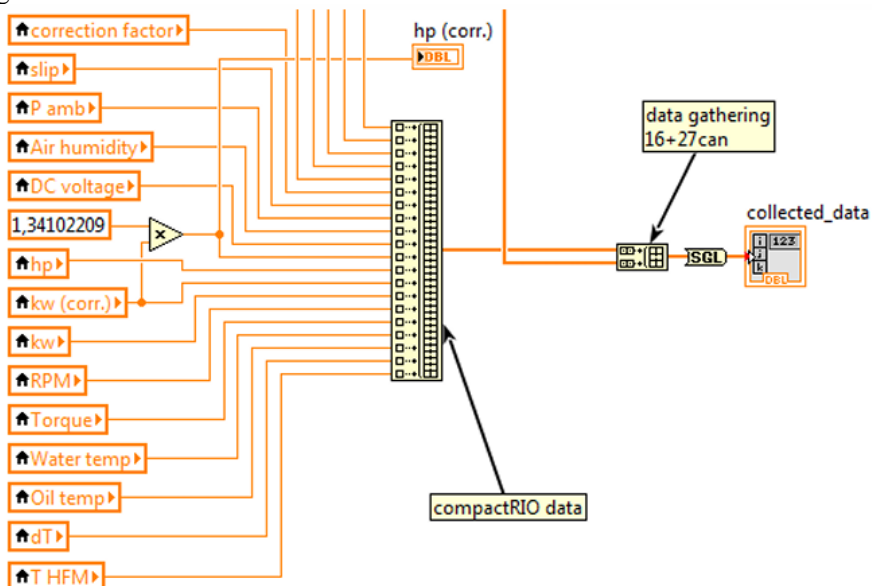 correction factor
hp (corr.)
DBL
slip
P amb
Air humidity
DC voltage
1,34102209
x
hp
kw (corr.)
kw
RPM
Torque
Water temp
Oil temp
dT
T HFM
data gathering
16+27can
collected_data
SGL
i
j
k
123
DBL
compactRIO data